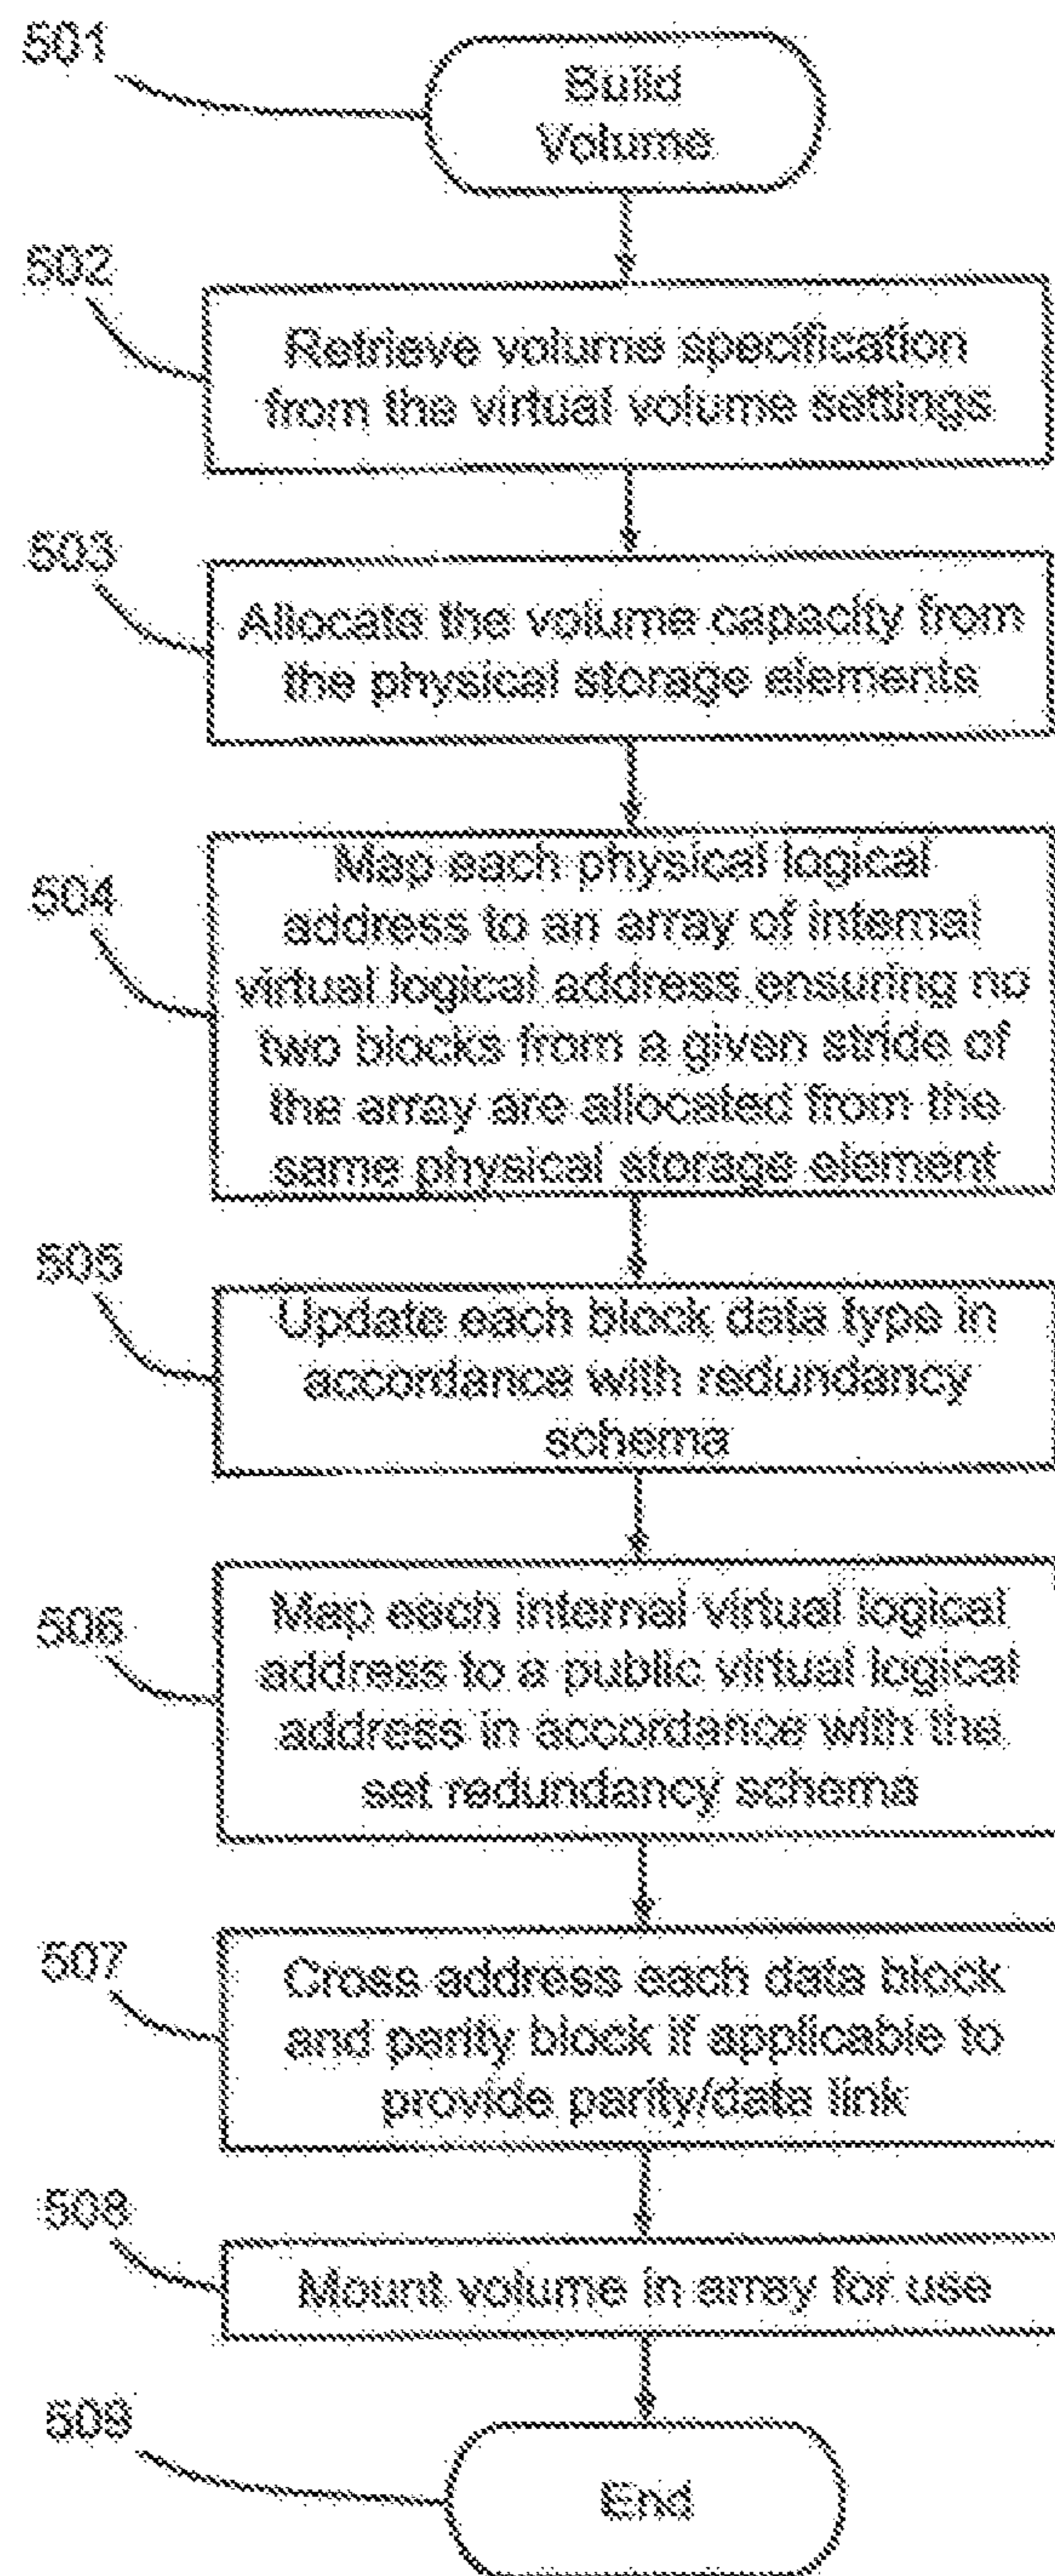 501
Build
Volume
502
Retrieve volume specification
from the virtual volume settings
503
Allocate the volume capacity from
the physical storage elements
504
Map each physical logical
address to an array of internal
virtual logical address ensuring no
two blocks from a given stride of
the array are allocated from the
same physical storage element
505
Update each block data type in
accordance with redundancy
schema
506
Map each internal virtual logical
address to a public virtual logical
address in accordance with the
set redundancy schema
507
Cross address each data block
and parity block if applicable to
provide parity/data link
508
Mount volume in array for use
509
End